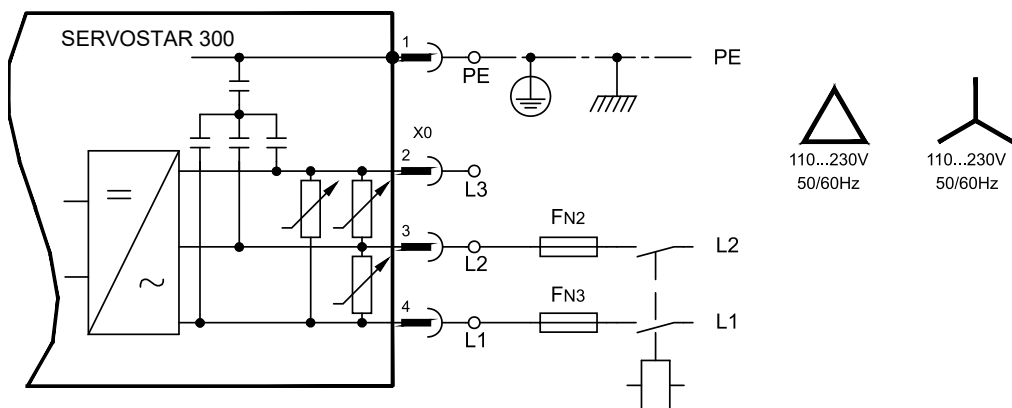 SERVOSTAR 300
1
PE
PE
X0
2
L3
3
L2
FN2
L2
4
L1
FN3
L1
110...230V
50/60Hz
110...230V
50/60Hz